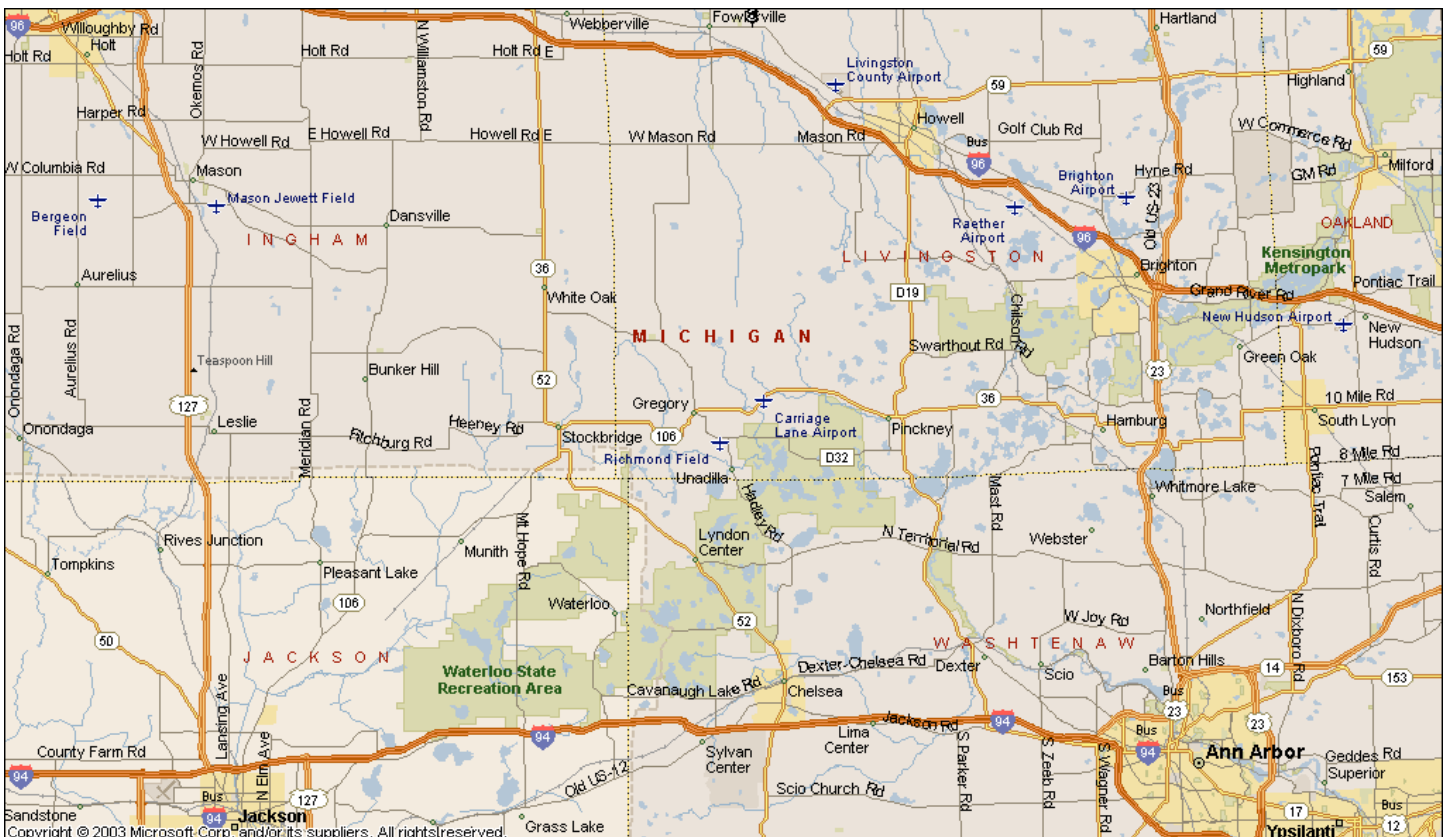 96
Willoughby Rd
Holt
Holt Rd
Okemos Rd
Holt Rd
N Williamston Rd
Holt Rd E
Webberville
Fowlerville
Livingston
County Airport
Hartland
59
Highland
59
Harper Rd
W Howell Rd
E Howell Rd
Howell Rd E
W Mason Rd
Mason Rd
Howell
Golf Club Rd
W Commerce Rd
Bus
96
W Columbia Rd
Mason
Milford
GM Rd
Hyne Rd
Brighton
Airport
Bergeon
Field
Mason Jewett Field
Dansville
Raether
Airport
Old US-23
OAKLAND
INGHAM
LIVINGSTON
96
Kensington
Metropark
Aurelius
36
White Oak
D19
Brighton
Grand River Rd
Pontiac Trail
Chilson Rd
New Hudson Airport
New
Hudson
Onondaga Rd
Aurelius Rd
MICHIGAN
Swarthout Rd
Green Oak
Teaspoon Hill
Bunker Hill
52
23
127
Leslie
Meridian Rd
Gregory
36
10 Mile Rd
Onondaga
Fitchburg Rd
Heeney Rd
Stockbridge
106
Carriage
Lane Airport
Pinckney
Hamburg
South Lyon
Richmond Field
D32
8 Mile Rd
Unadilla
7 Mile Rd
Hadley Rd
Mast Rd
Whitmore Lake
Pontiac Trail
Salem
Rives Junction
Munith
Mt Hope Rd
Lyndon
Center
N Territorial Rd
Webster
Curtis Rd
Tompkins
Pleasant Lake
106
Waterloo
52
W Joy Rd
Northfield
N Dixboro Rd
50
JACKSON
WASHTENAW
Waterloo State
Recreation Area
Dexter-Chelsea Rd
Dexter
Scio
Barton Hills
14
153
Cavanaugh Lake Rd
Chelsea
Bus
23
23
Lansing Ave
94
Jackson Rd
94
Lima
Center
Bus
94
County Farm Rd
N Elm Ave
Sylvan
Center
S Parker Rd
S Zeeb Rd
S Wagner Rd
Ann Arbor
Geddes Rd
Superior
94
Old US-12
Scio Church Rd
Bus
94
127
Sandstone
Jackson
Grass Lake
17
Bus
12
Ypsilanti
Copyright © 2003 Microsoft Corp. and/or its suppliers. All rights reserved.